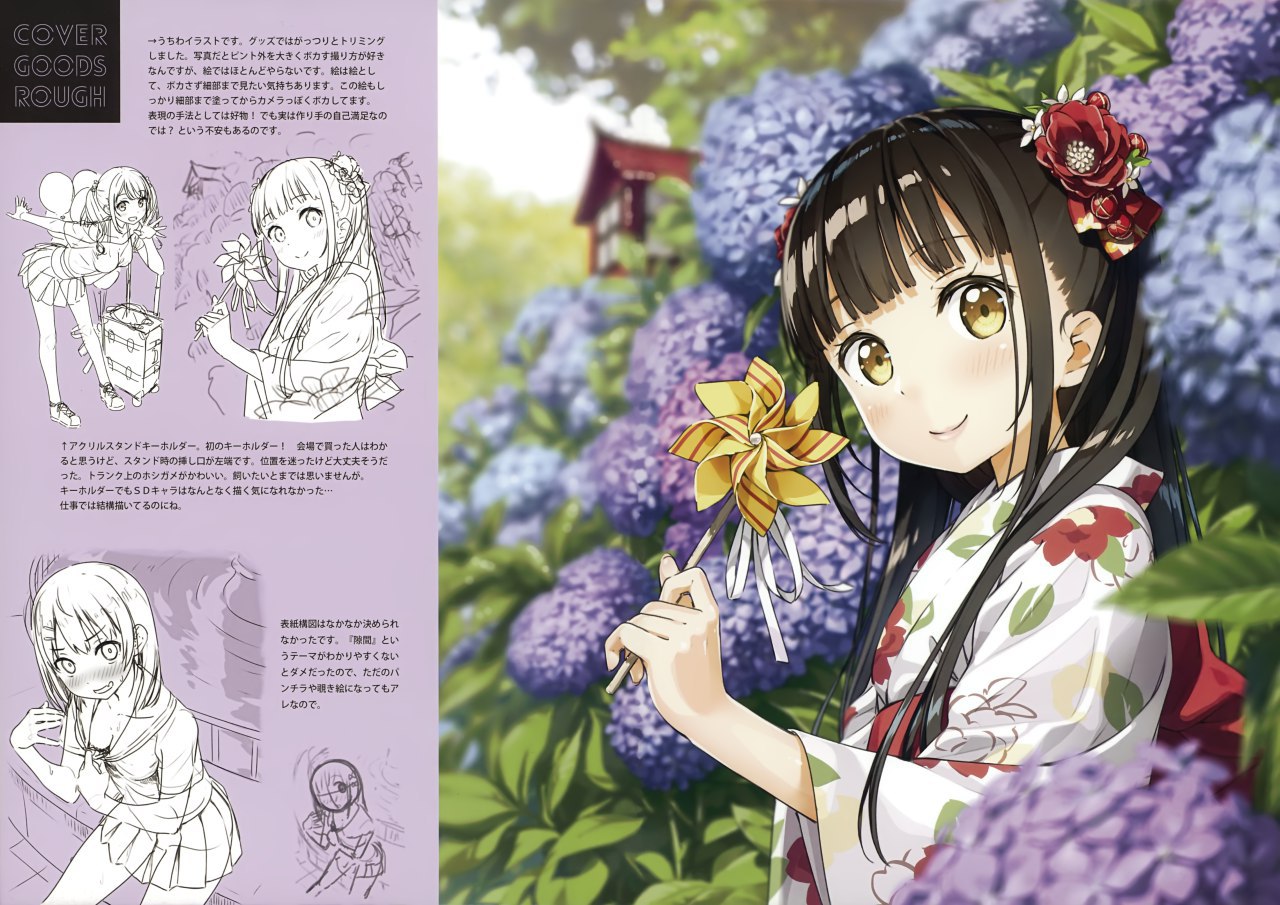 COVER
GOODS
ROUGH
→うちわイラストです。グッズではがっつりとトリミング
しました。写真だとピント外を大きくボカす撮り方が好き
なんですが、絵ではほとんどやらないです。絵は絵とし
て、ボカさず細部まで見たい気持ちあります。この絵もし
っかり細部まで塗ってからカメラっぽくボカしてます。
表現の手法としては好物！ でも実は作り手の自己満足なの
では？ という不安もあるのです。
↑アクリルスタンドキーホルダー。初のキーホルダー！　会場で買った人はわか
ると思うけど、スタンド時の挿し口が左端です。位置を迷ったけど大丈夫そうだ
った。トランク上のホシガメがかわいい。飼いたいとまでは思いませんが。
キーホルダーでもＳＤキャラはなんとなく描く気になれなかった…
仕事では結構描いてるのにね。
表紙構図はなかなか決められ
なかったです。『隙間』とい
うテーマがわかりやすくない
とダメだったので、ただのパ
ンチラや覗き絵になってもア
レなので。